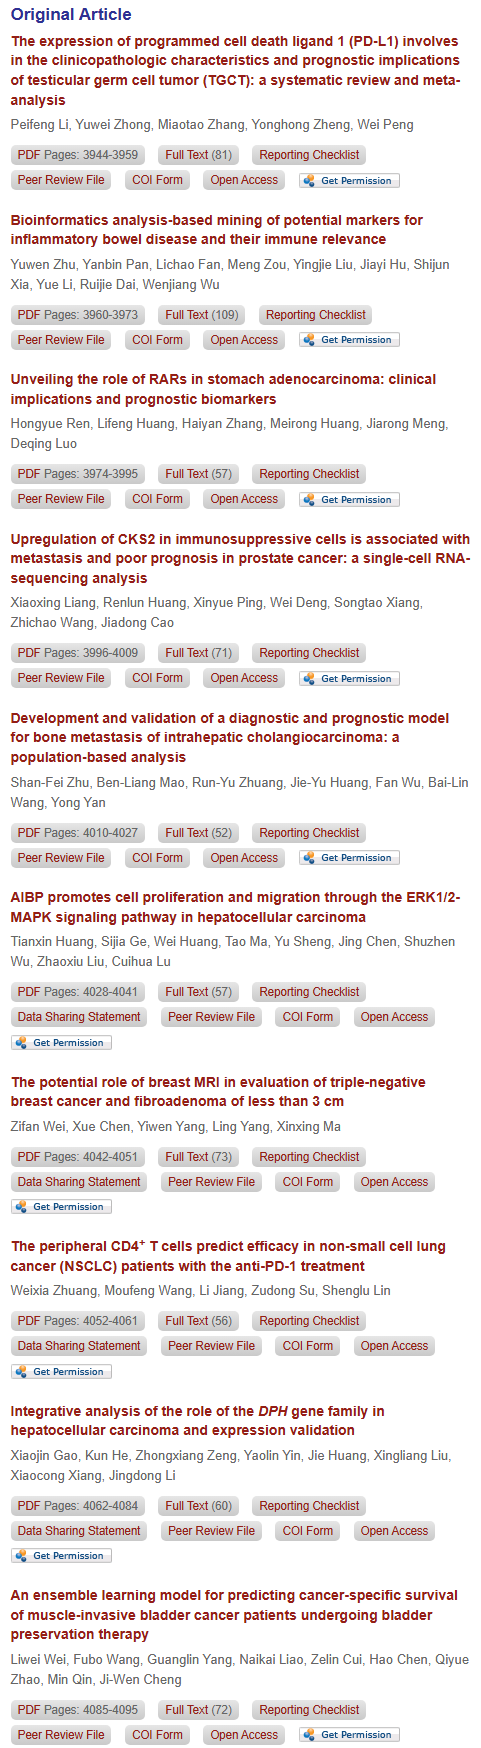 Original Article
The expression of programmed cell death ligand 1 (PD-L1) involves
in the clinicopathologic characteristics and prognostic implications
of testicular germ cell tumor (TGCT): a systematic review and meta-
analysis
Peifeng Li, Yuwei Zhong, Miaotao Zhang, Yonghong Zheng, Wei Peng
PDF Pages: 3944-3959 Full Text (81) Reporting Checklist
Peer Review File COI Form Open Access Get Permission
Bioinformatics analysis-based mining of potential markers for
inflammatory bowel disease and their immune relevance
Yuwen Zhu, Yanbin Pan, Lichao Fan, Meng Zou, Yingjie Liu, Jiayi Hu, Shijun
Xia, Yue Li, Ruijie Dai, Wenjiang Wu
PDF Pages: 3960-3973 Full Text (109) Reporting Checklist
Peer Review File COI Form Open Access Get Permission
Unveiling the role of RARs in stomach adenocarcinoma: clinical
implications and prognostic biomarkers
Hongyue Ren, Lifeng Huang, Haiyan Zhang, Meirong Huang, Jiarong Meng,
Deqing Luo
PDF Pages: 3974-3995 Full Text (57) Reporting Checklist
Peer Review File COI Form Open Access Get Permission
Upregulation of CKS2 in immunosuppressive cells is associated with
metastasis and poor prognosis in prostate cancer: a single-cell RNA-
sequencing analysis
Xiaoxing Liang, Renlun Huang, Xinyue Ping, Wei Deng, Songtao Xiang,
Zhichao Wang, Jiadong Cao
PDF Pages: 3996-4009 Full Text (71) Reporting Checklist
Peer Review File COI Form Open Access Get Permission
Development and validation of a diagnostic and prognostic model
for bone metastasis of intrahepatic cholangiocarcinoma: a
population-based analysis
Shan-Fei Zhu, Ben-Liang Mao, Run-Yu Zhuang, Jie-Yu Huang, Fan Wu, Bai-Lin
Wang, Yong Yan
PDF Pages: 4010-4027 Full Text (52) Reporting Checklist
Peer Review File COI Form Open Access Get Permission
AIBP promotes cell proliferation and migration through the ERK1/2-
MAPK signaling pathway in hepatocellular carcinoma
Tianxin Huang, Sijia Ge, Wei Huang, Tao Ma, Yu Sheng, Jing Chen, Shuzhen
Wu, Zhaoxiu Liu, Cuihua Lu
PDF Pages: 4028-4041 Full Text (57) Reporting Checklist
Data Sharing Statement Peer Review File COI Form Open Access
Get Permission
The potential role of breast MRI in evaluation of triple-negative
breast cancer and fibroadenoma of less than 3 cm
Zifan Wei, Xue Chen, Yiwen Yang, Ling Yang, Xinxing Ma
PDF Pages: 4042-4051 Full Text (73) Reporting Checklist
Data Sharing Statement Peer Review File COI Form Open Access
Get Permission
The peripheral CD4+ T cells predict efficacy in non-small cell lung
cancer (NSCLC) patients with the anti-PD-1 treatment
Weixia Zhuang, Moufeng Wang, Li Jiang, Zudong Su, Shenglu Lin
PDF Pages: 4052-4061 Full Text (56) Reporting Checklist
Data Sharing Statement Peer Review File COI Form Open Access
Get Permission
Integrative analysis of the role of the DPH gene family in
hepatocellular carcinoma and expression validation
Xiaojin Gao, Kun He, Zhongxiang Zeng, Yaolin Yin, Jie Huang, Xingliang Liu,
Xiaocong Xiang, Jingdong Li
PDF Pages: 4062-4084 Full Text (60) Reporting Checklist
Data Sharing Statement Peer Review File COI Form Open Access
Get Permission
An ensemble learning model for predicting cancer-specific survival
of muscle-invasive bladder cancer patients undergoing bladder
preservation therapy
Liwei Wei, Fubo Wang, Guanglin Yang, Naikai Liao, Zelin Cui, Hao Chen, Qiyue
Zhao, Min Qin, Ji-Wen Cheng
PDF Pages: 4085-4095 Full Text (72) Reporting Checklist
Peer Review File COI Form Open Access Get Permission